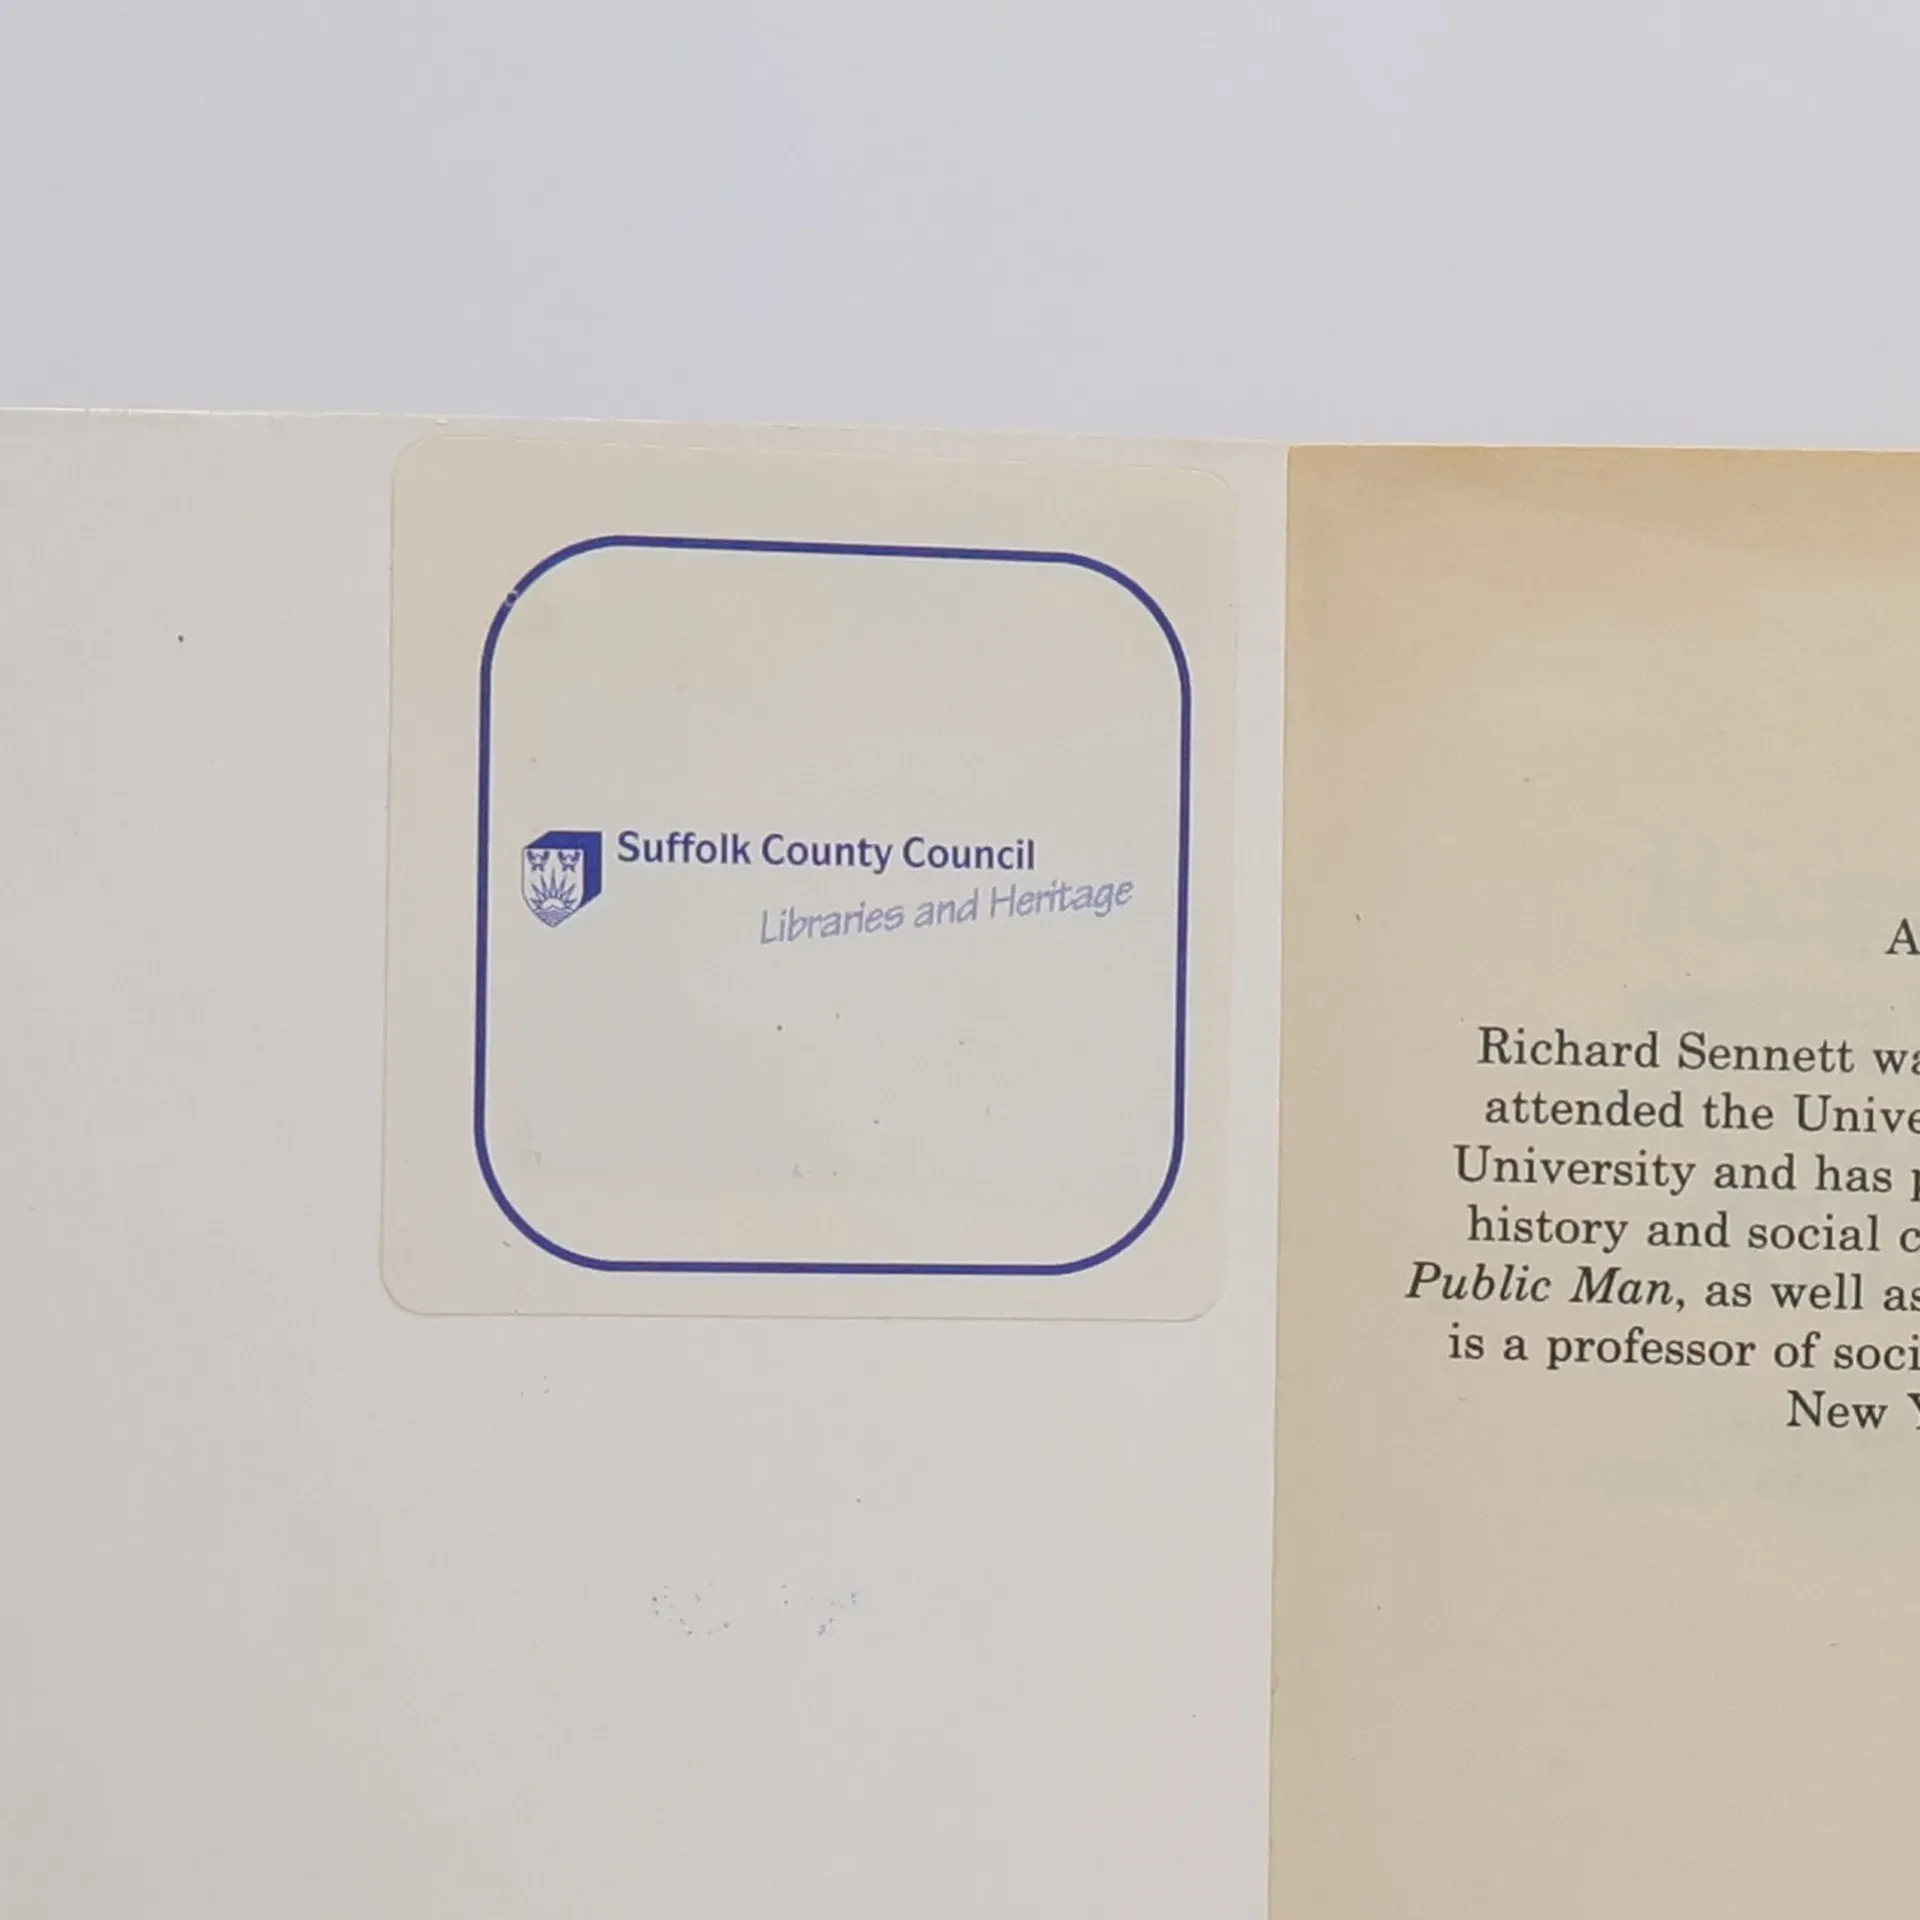 Suffolk County Council
Libraries and Heritage
A
Richard Sennett wa
attended the Unive
University and has p
history and social c
Public Man, as well as
is a professor of soci
New Y